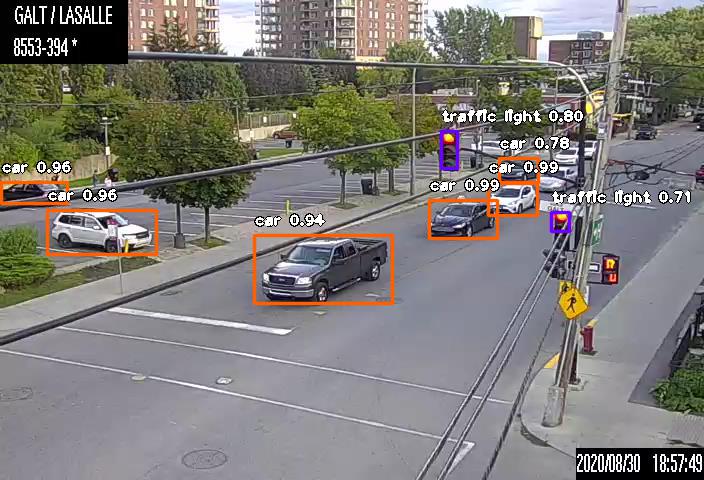 GALT / LASALLE
8553-394 *
traffic light 0.80
car 0.78
car 0.96
car 0.99
car 0.99
car 0.96
traffic light 0.71
car 0.94
2020/08/30 18:57:49